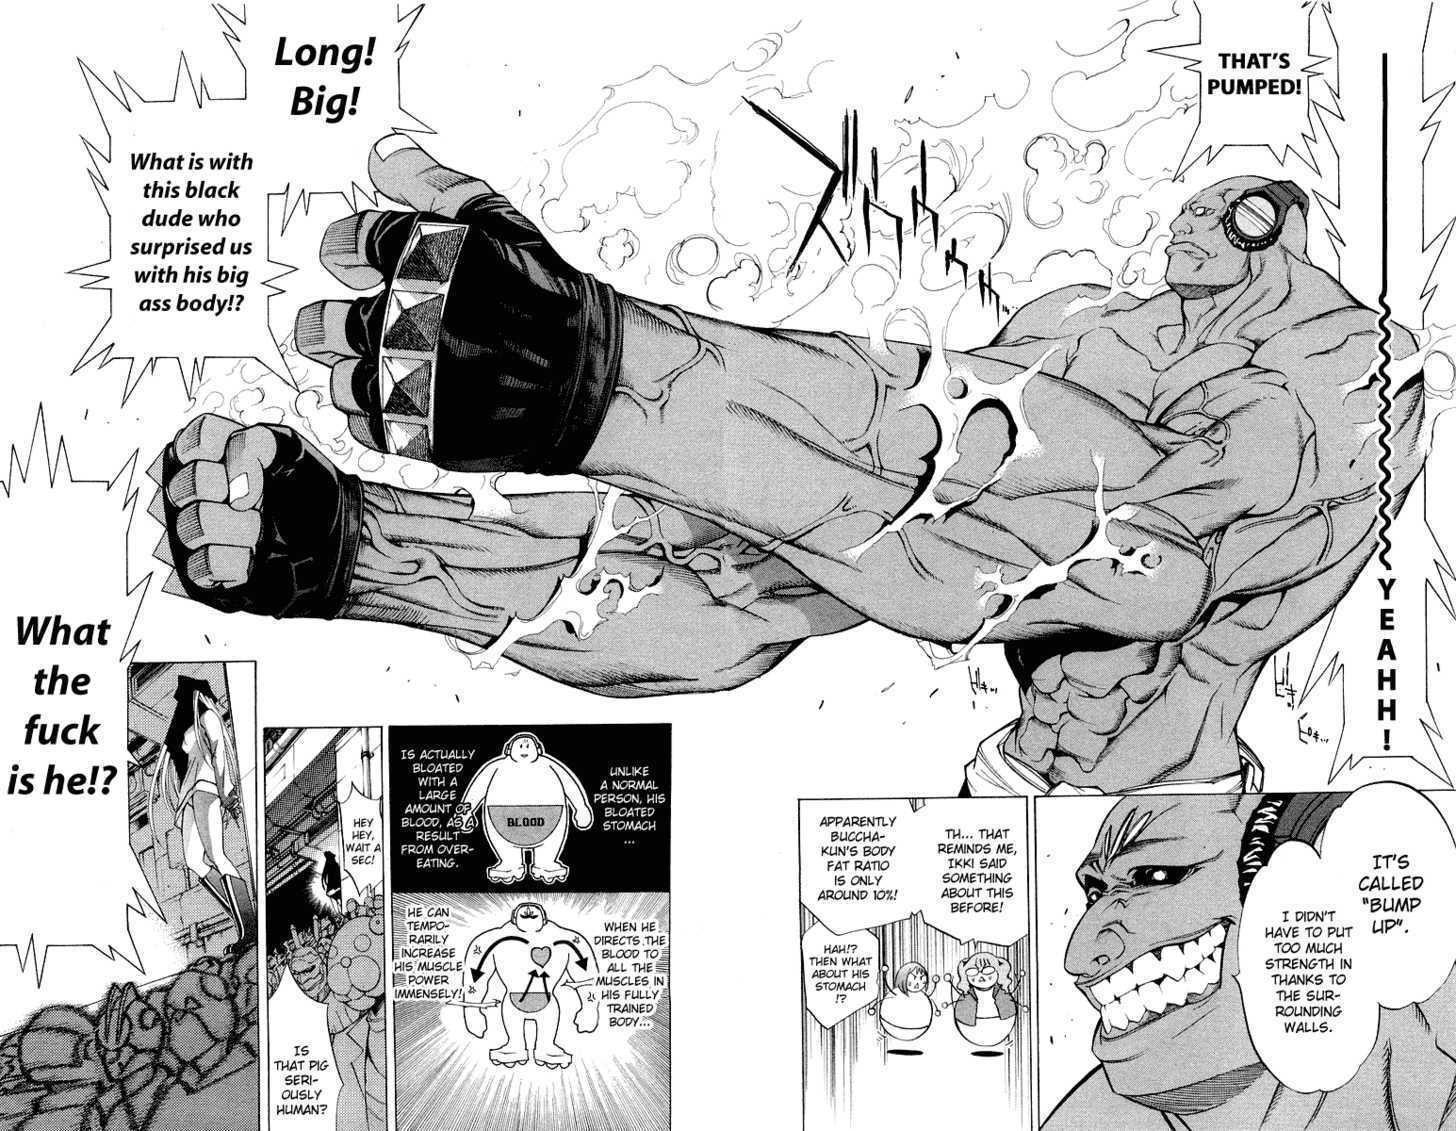 THAT'S
PUMPED!
YEAHH!
Long!
Big!
What is with
this black
dude who
surprised us
with his big
ass body!?
What
the
fuck
is he!?
IT'S
CALLED
"BUMP
UP".
I DIDN'T
HAVE TO PUT
TOO MUCH
STRENGTH IN
THANKS TO
THE SUR-
ROUNDING
WALLS.
TH... THAT
REMINDS ME,
IKKI SAID
SOMETHING
ABOUT THIS
BEFORE!
APPARENTLY
BUCCHA-
KUN'S BODY
FAT RATIO
IS ONLY
AROUND 10%!
HAH!?
THEN WHAT
ABOUT HIS
STOMACH
!?
UNLIKE
A NORMAL
PERSON, HIS
BLOATED
STOMACH
...
IS ACTUALLY
BLOATED
WITH A
LARGE
AMOUNT OF
BLOOD, AS A
RESULT
FROM OVER-
EATING.
BLOOD
WHEN HE
DIRECTS THE
BLOOD TO
ALL THE
MUSCLES IN
HIS FULLY
TRAINED
BODY...
HE CAN
TEMPO-
RARILY
INCREASE
HIS MUSCLE
POWER
IMMENSELY!
HEY
HEY,
WAIT A
SEC!
IS
THAT PIG
SERI-
OUSLY
HUMAN?